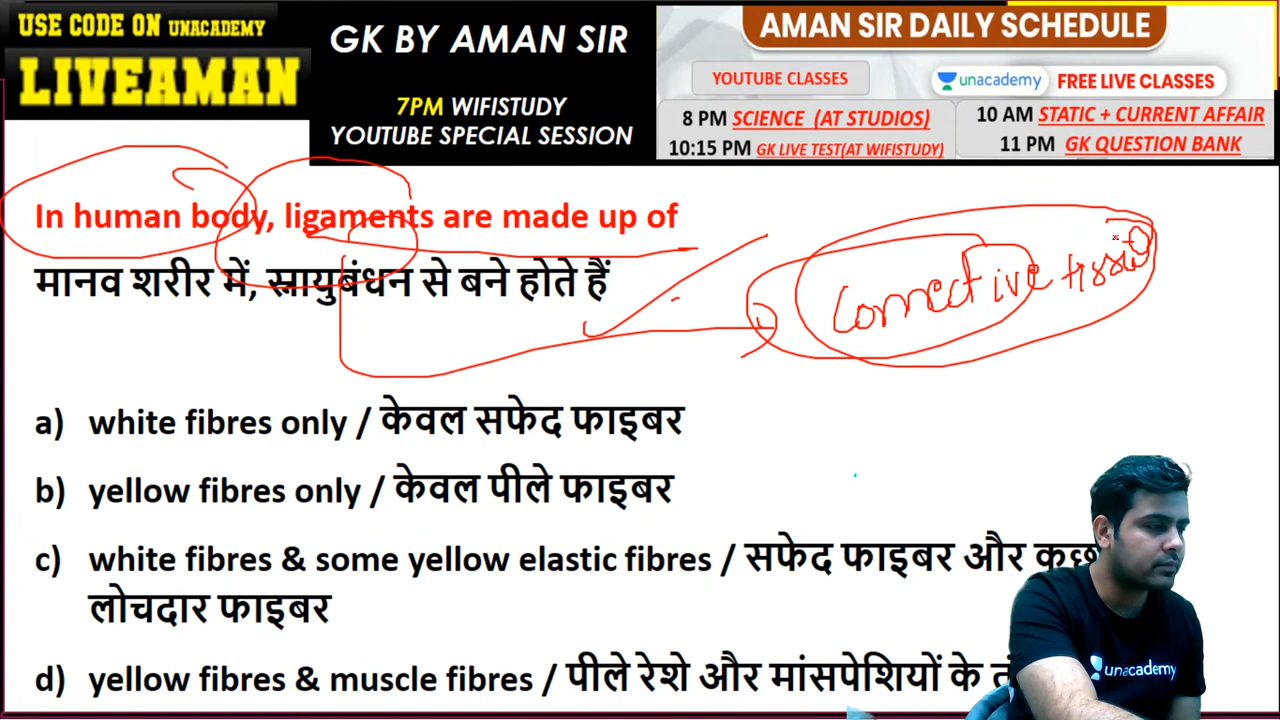 USE CODE ON UNACADEMY
LIVEAMAN
GK BY AMAN SIR
7PM WIFISTUDY
YOUTUBE SPECIAL SESSION
AMAN SIR DAILY SCHEDULE
YOUTUBE CLASSES
unacademy FREE LIVE CLASSES
8 PM SCIENCE (AT STUDIOS)
10 AM STATIC + CURRENT AFFAIR
10:15 PM GK LIVE TEST(AT WIFISTUDY)
11 PM GK QUESTION BANK
In human body, ligaments are made up of
मानव शरीर में, स्नायुबंधन से बने होते हैं
Connective
a) white fibres only / केवल सफेद फाइबर
b) yellow fibres only / केवल पीले फाइबर
c) white fibres & some yellow elastic fibres / सफेद फाइबर और
लोचदार फाइबर
d) yellow fibres & muscle fibres / पीले रेशे और मांसपेशियों के
unacademy